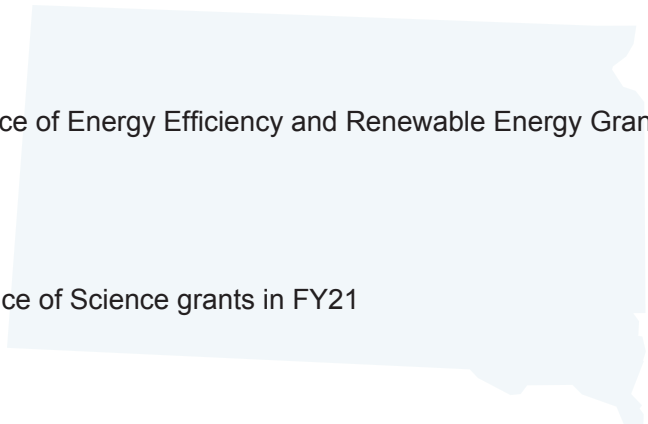 ce of Energy Efficiency and Renewable Energy Gran
ce of Science grants in FY21